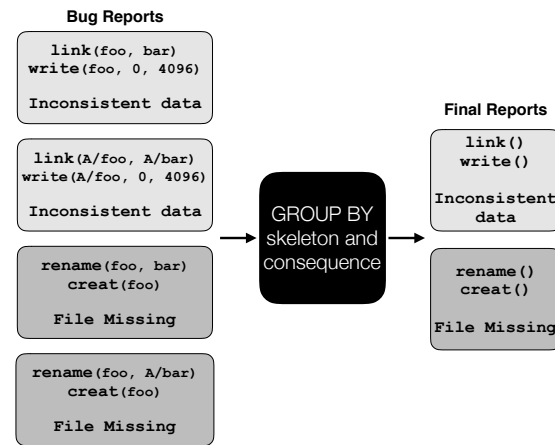 Bug Reports
link(foo, bar)
write(foo, 0, 4096)
Inconsistent data
link(A/foo, A/bar)
write(A/foo, 0, 4096)
Inconsistent data
rename(foo, bar)
creat(foo)
File Missing
rename(foo, A/bar)
creat(foo)
File Missing
GROUP BY
skeleton and
consequence
Final Reports
link()
write()
Inconsistent
data
rename()
creat()
File Missing